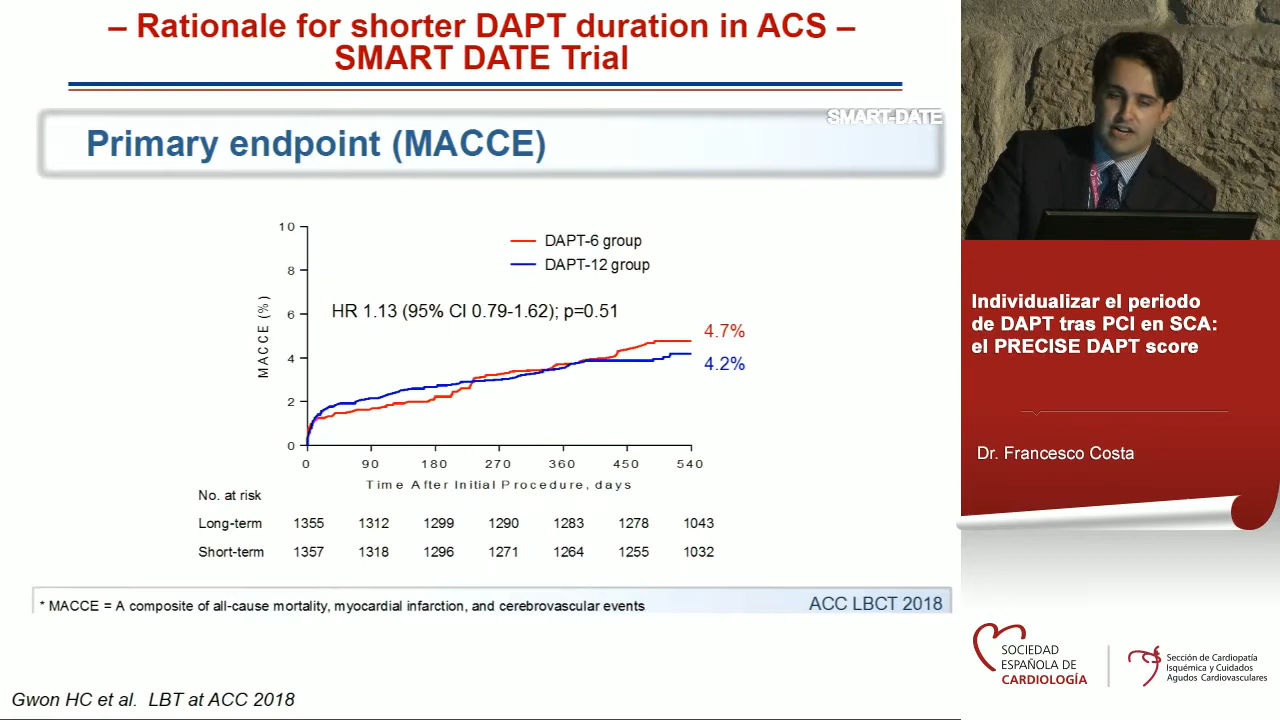 – Rationale for shorter DAPT duration in ACS –
SMART DATE Trial
SMART-DATE
Primary endpoint (MACCE)
10
8
6
4
2
0
MACCE (%)
DAPT-6 group
DAPT-12 group
HR 1.13 (95% CI 0.79-1.62); p=0.51
4.7%
4.2%
0 90 180 270 360 450 540
Time After Initial Procedure, days
No. at risk
Long-term 1355 1312 1299 1290 1283 1278 1043
Short-term 1357 1318 1296 1271 1264 1255 1032
* MACCE = A composite of all-cause mortality, myocardial infarction, and cerebrovascular events
ACC LBCT 2018
Gwon HC et al. LBT at ACC 2018
Individualizar el periodo
de DAPT tras PCI en SCA:
el PRECISE DAPT score
Dr. Francesco Costa
SOCIEDAD
ESPAÑOLA DE
CARDIOLOGÍA
Sección de Cardiopatía
Isquémica y Cuidados
Agudos Cardiovasculares